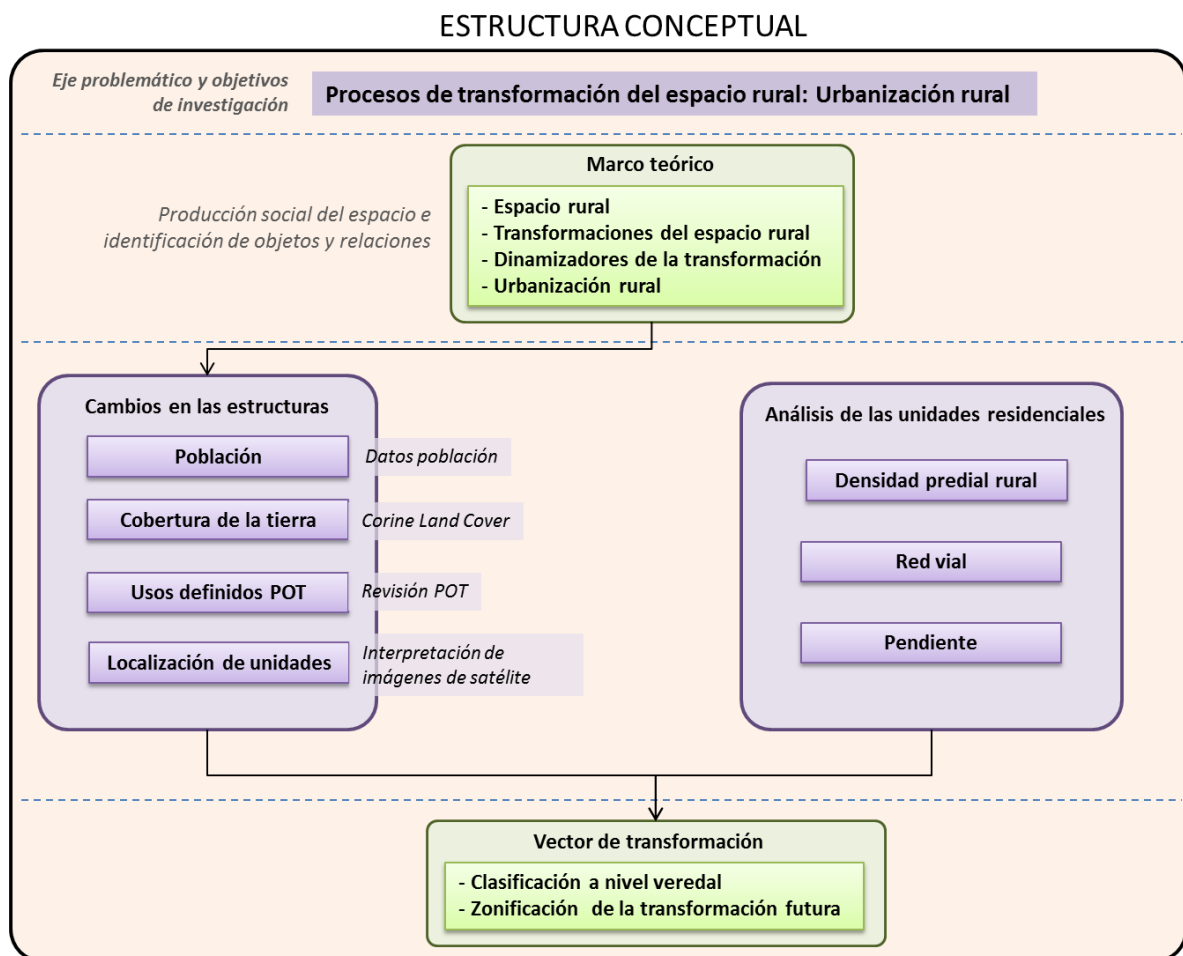 ESTRUCTURA CONCEPTUAL
Eje problemático y objetivos
de investigación
Procesos de transformación del espacio rural: Urbanización rural
Marco teórico
Producción social del espacio e
identificación de objetos y relaciones
- Espacio rural
- Transformaciones del espacio rural
- Dinamizadores de la transformación
- Urbanización rural
Cambios en las estructuras
Población
Datos población
Cobertura de la tierra
Corine Land Cover
Usos definidos POT
Revisión POT
Localización de unidades
Interpretación de
imágenes de satélite
Análisis de las unidades residenciales
Densidad predial rural
Red vial
Pendiente
Vector de transformación
- Clasificación a nivel veredal
- Zonificación de la transformación futura